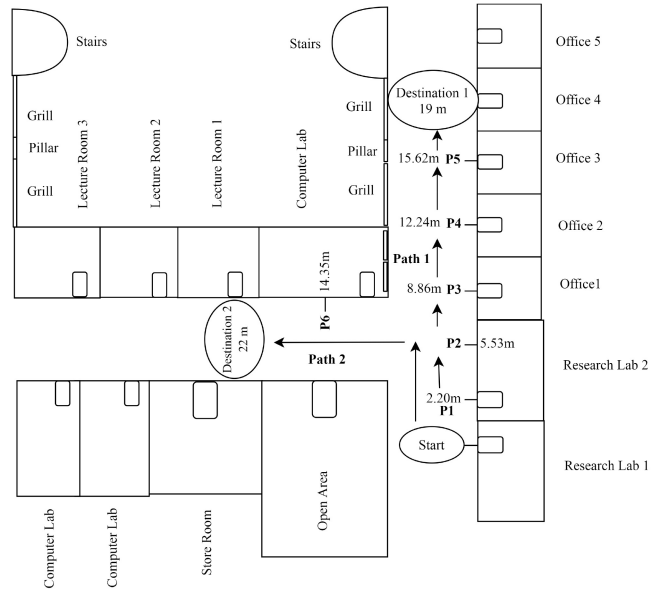 Stairs
Stairs
Office 5
Destination 1
19 m
Office 4
Grill
Grill
Lecture Room 3
Lecture Room 2
Lecture Room 1
Computer Lab
Pillar
Pillar
15.62m P5
Office 3
Grill
Grill
12.24m P4
Office 2
Path 1
14.35m
8.86m P3
Office1
P6
Destination 2
22 m
P2 5.53m
Path 2
Research Lab 2
2.20m
P1
Start
Research Lab 1
Open Area
Computer Lab
Computer Lab
Store Room